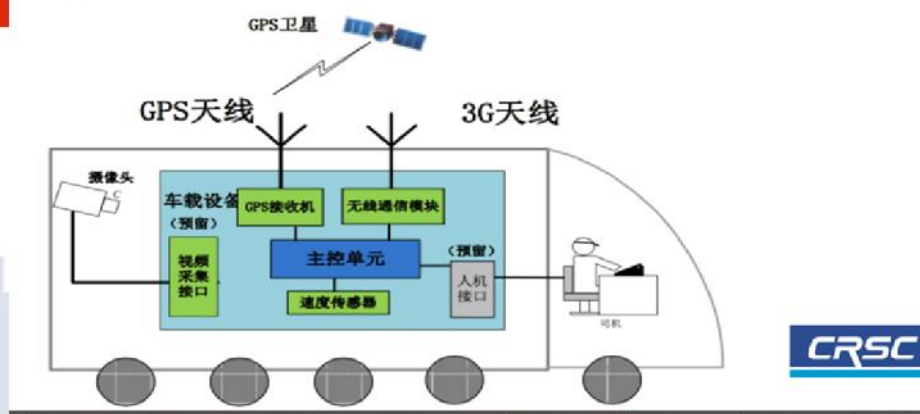 GPS卫星
GPS天线
3G天线
摄像头
C
车载设备
GPS接收机
无线通信模块
（预留）
视频
采集
接口
主控单元
（预留）
人机
接口
速度传感器
司机
CRSC